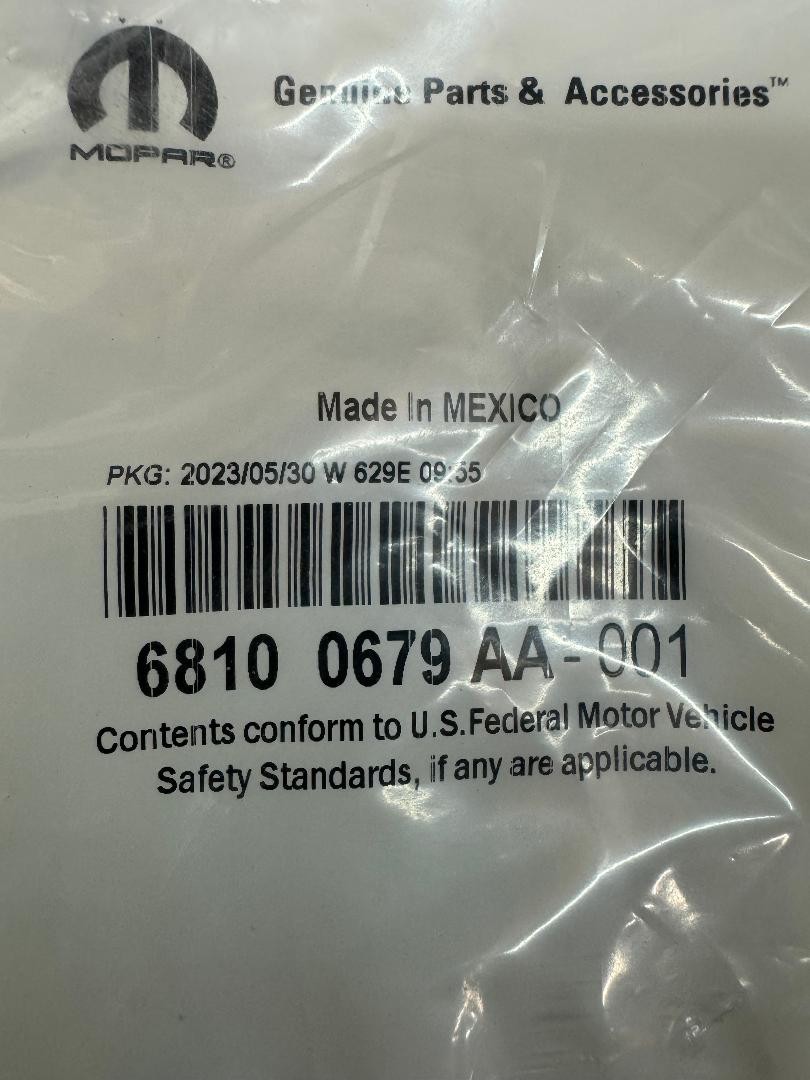 MOPAR®
Genuine Parts & Accessories™
Made In MEXICO
PKG: 2023/05/30 W 629E 09:55
6810 0679 AA-001
Contents conform to U.S.Federal Motor Vehicle
Safety Standards, if any are applicable.